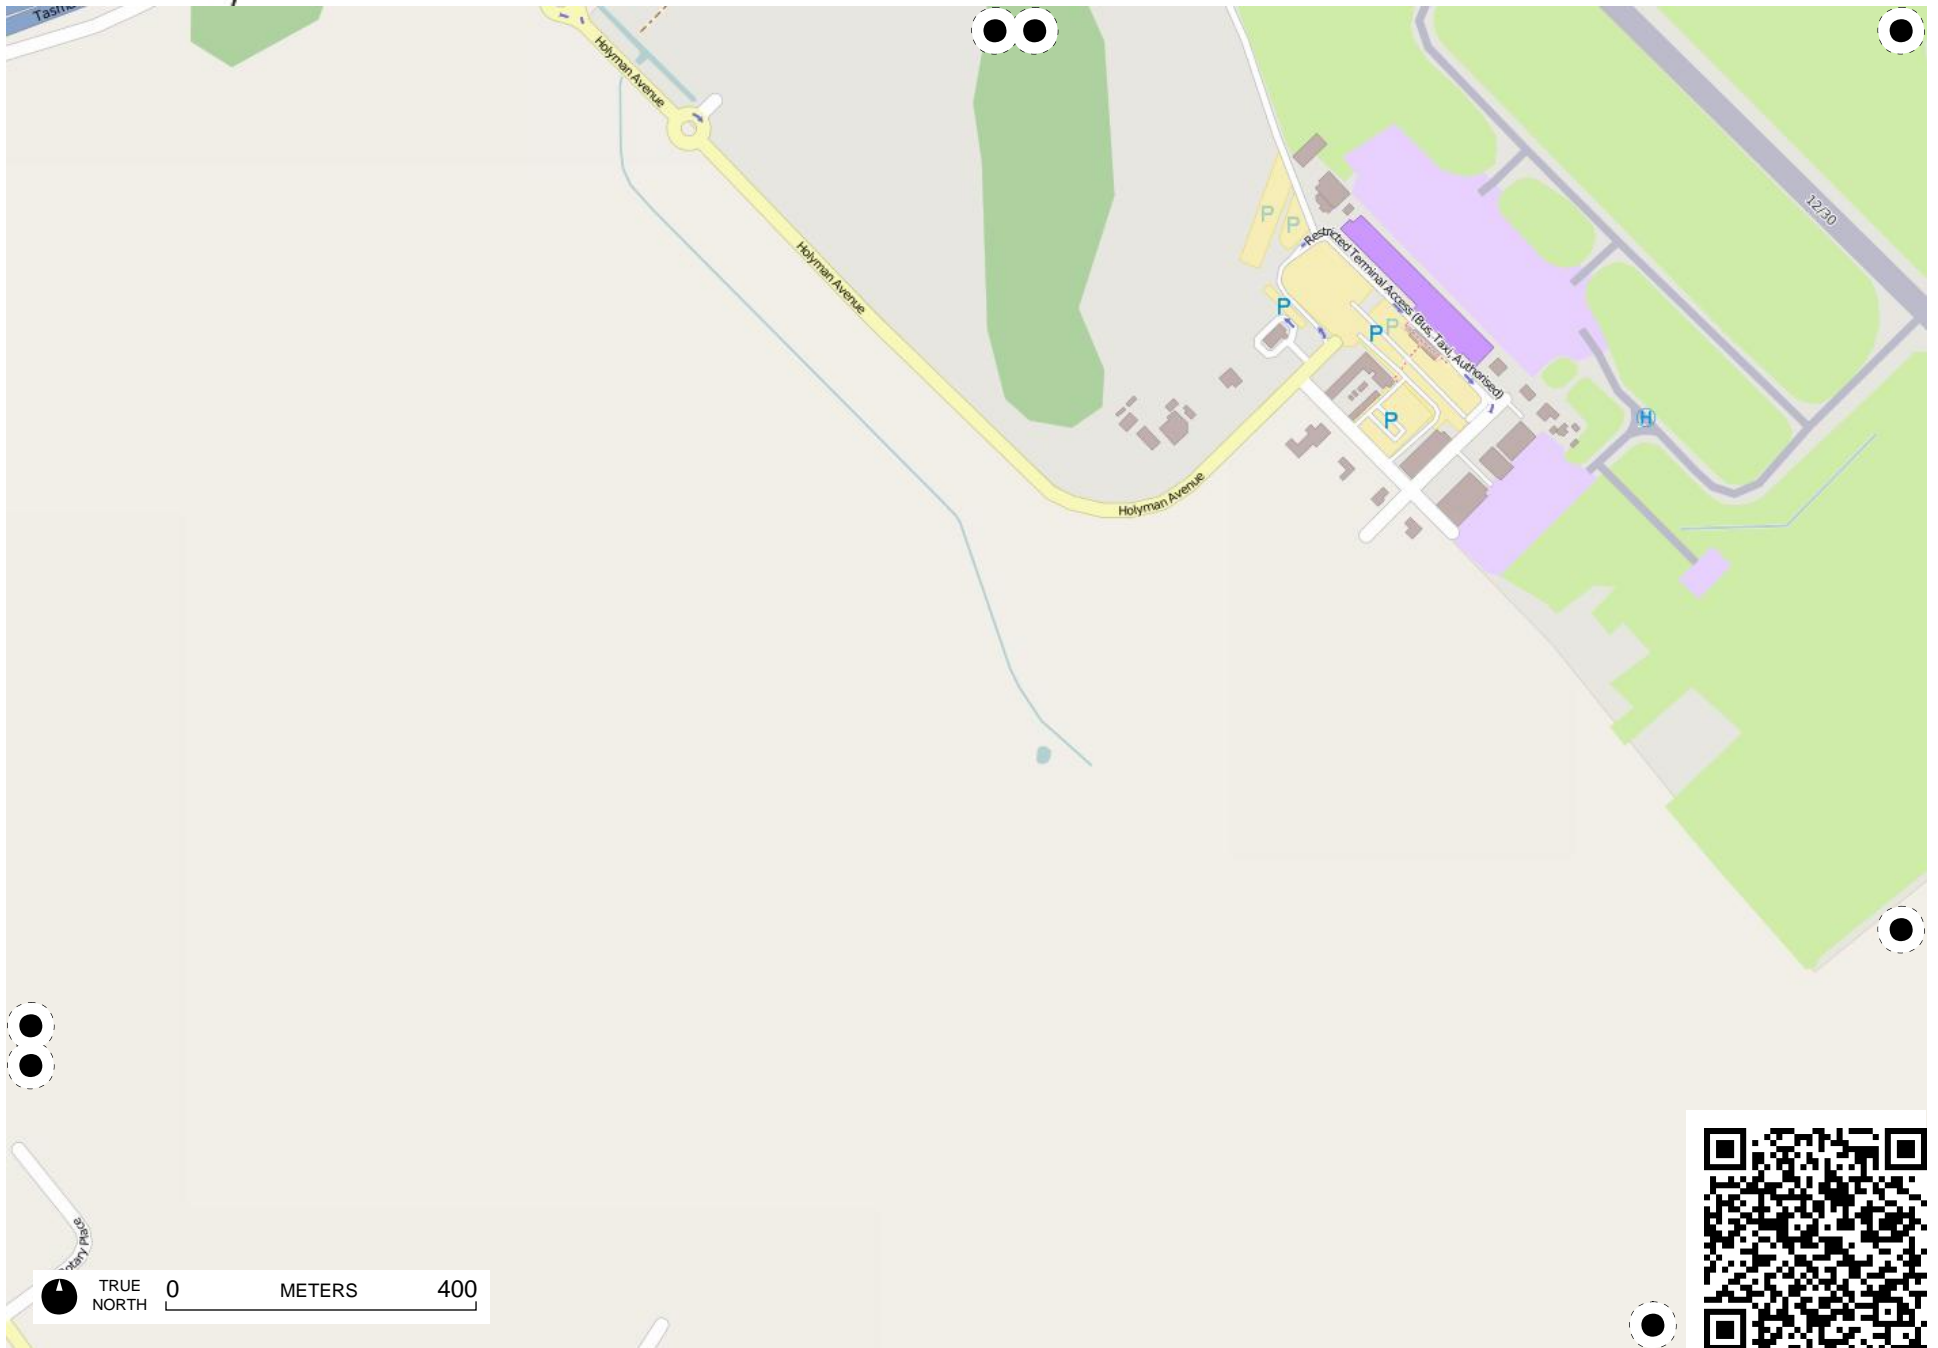 Holyman Avenue
12/30
P
P
Restricted Terminal Access (Bus, Taxi, Authorised)
Holyman Avenue
P
P
P
P
H
Holyman Avenue
TRUE
NORTH
0 METERS 400